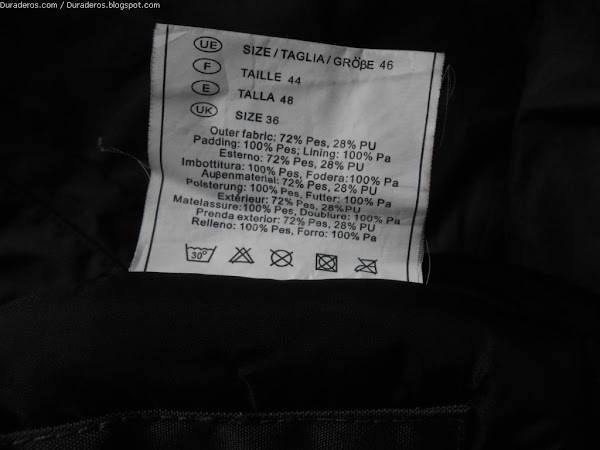 Duraderos.com / Duraderos.blogspot.com
UE SIZE / TAGLIA / GRÖβE 46
F TAILLE 44
E TALLA 48
UK SIZE 36
Outer fabric: 72% Pes, 28% PU
Padding: 100% Pes; Lining: 100% Pa
Esterno: 72% Pes, 28% PU
Imbottitura: 100% Pes, Fodera:100% Pa
Auβenmaterial: 72% Pes, 28% PU
Polsterung: 100% Pes, Futter: 100% Pa
Extérieur: 72% Pes, 28%PU
Matelassure: 100% Pes, Doublure: 100% Pa
Prenda exterior: 72% Pes, 28% PU
Relleno: 100% Pes, Forro: 100% Pa
30°